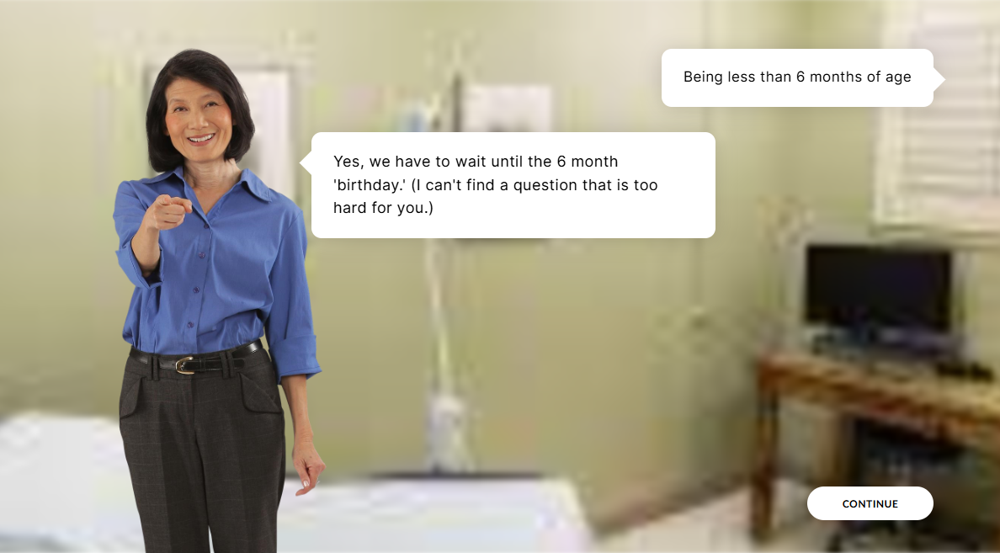 Being less than 6 months of age
Yes, we have to wait until the 6 month
'birthday.' (I can't find a question that is too
hard for you.)
CONTINUE